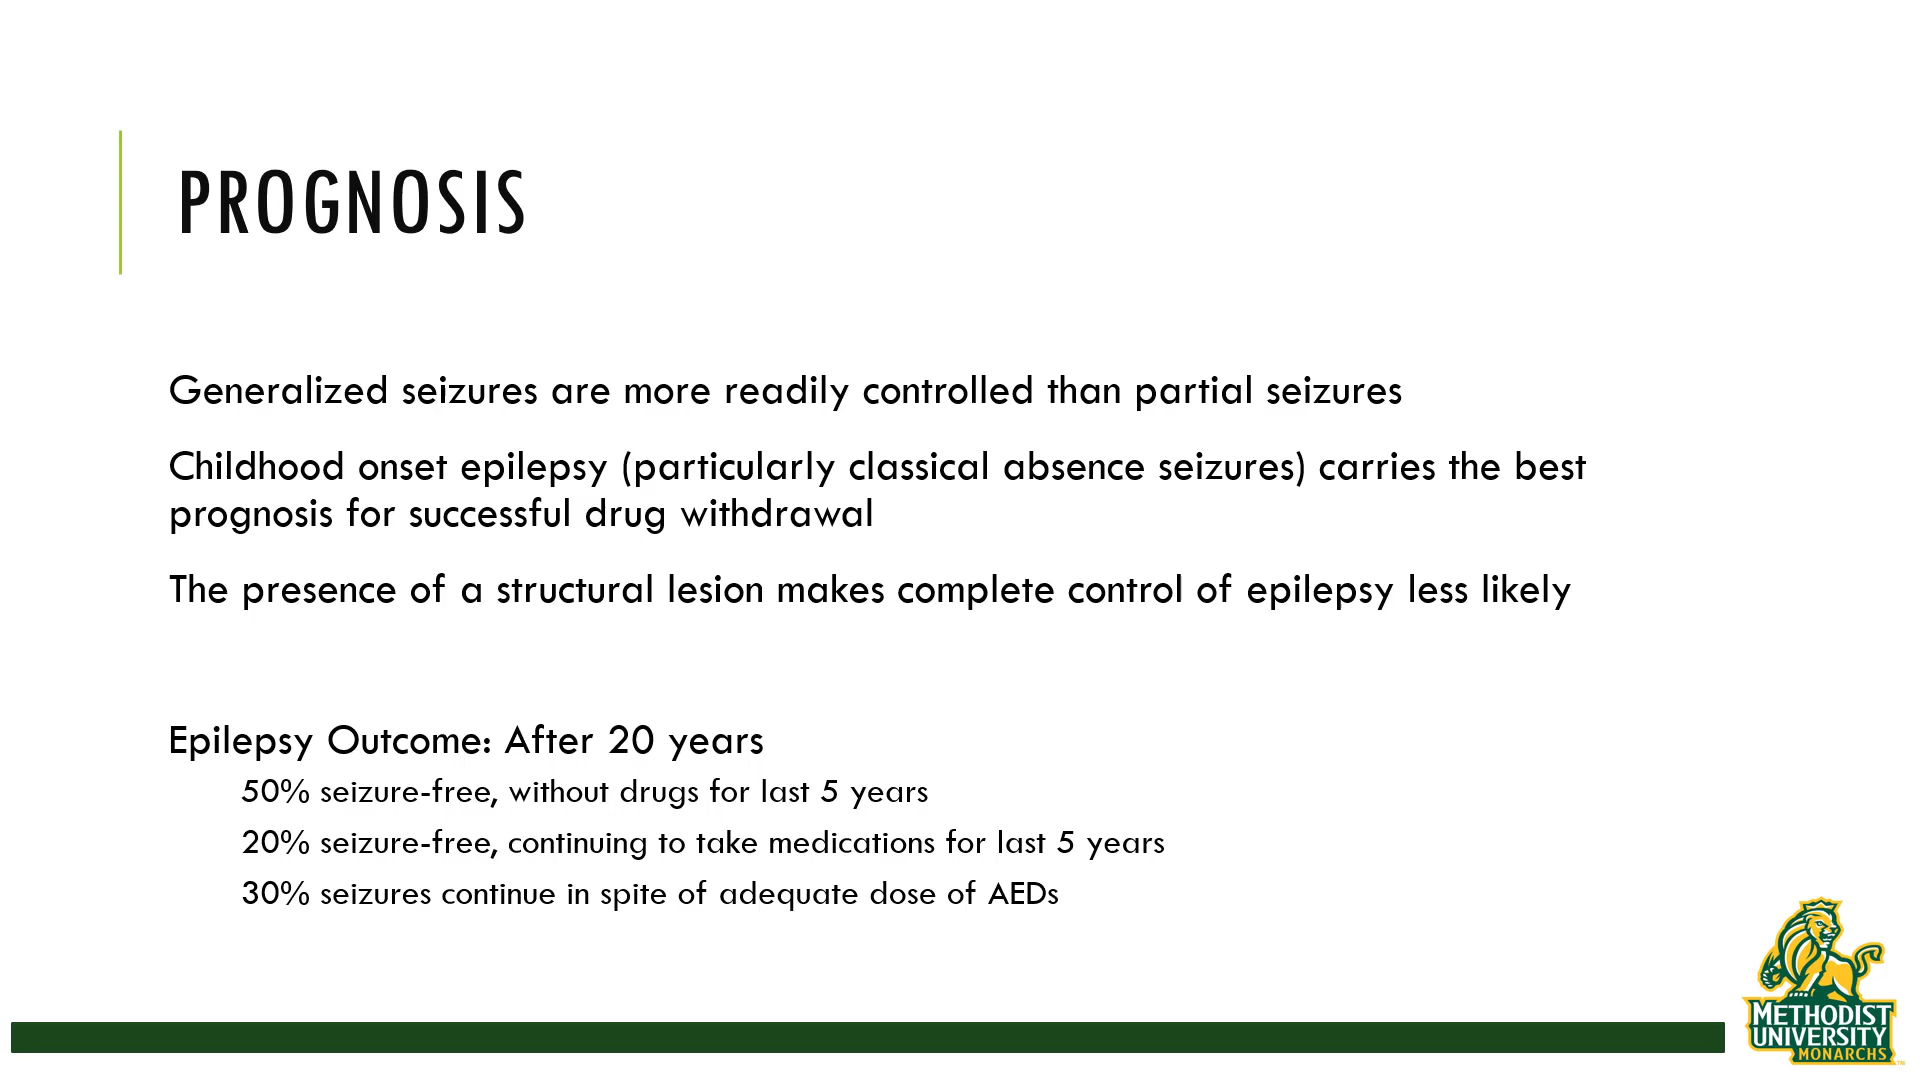 PROGNOSIS
Generalized seizures are more readily controlled than partial seizures
Childhood onset epilepsy (particularly classical absence seizures) carries the best
prognosis for successful drug withdrawal
The presence of a structural lesion makes complete control of epilepsy less likely
Epilepsy Outcome: After 20 years
50% seizure-free, without drugs for last 5 years
20% seizure-free, continuing to take medications for last 5 years
30% seizures continue in spite of adequate dose of AEDs
METHODIST
UNIVERSITY
MONARCHS
TM